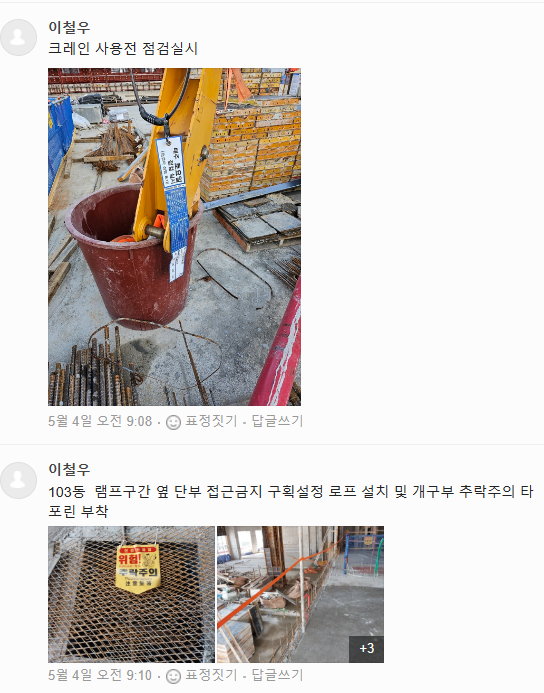 이철우
크레인 사용전 점검실시
5월 4일 오전 9:08 · 표정짓기 · 답글쓰기
이철우
103동 램프구간 옆 단부 접근금지 구획설정 로프 설치 및 개구부 추락주의 타
포린 부착
위험!
추락주의
+3
5월 4일 오전 9:10 · 표정짓기 · 답글쓰기